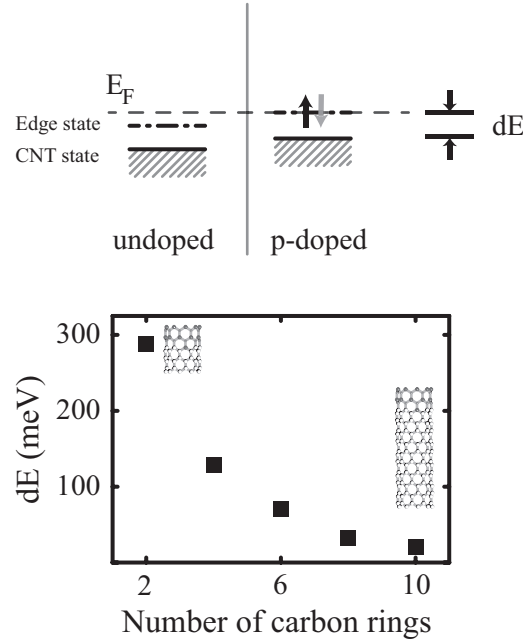 E_F
Edge state
dE
CNT state
undoped
p-doped
300
200
100
dE (meV)
2
6
10
Number of carbon rings